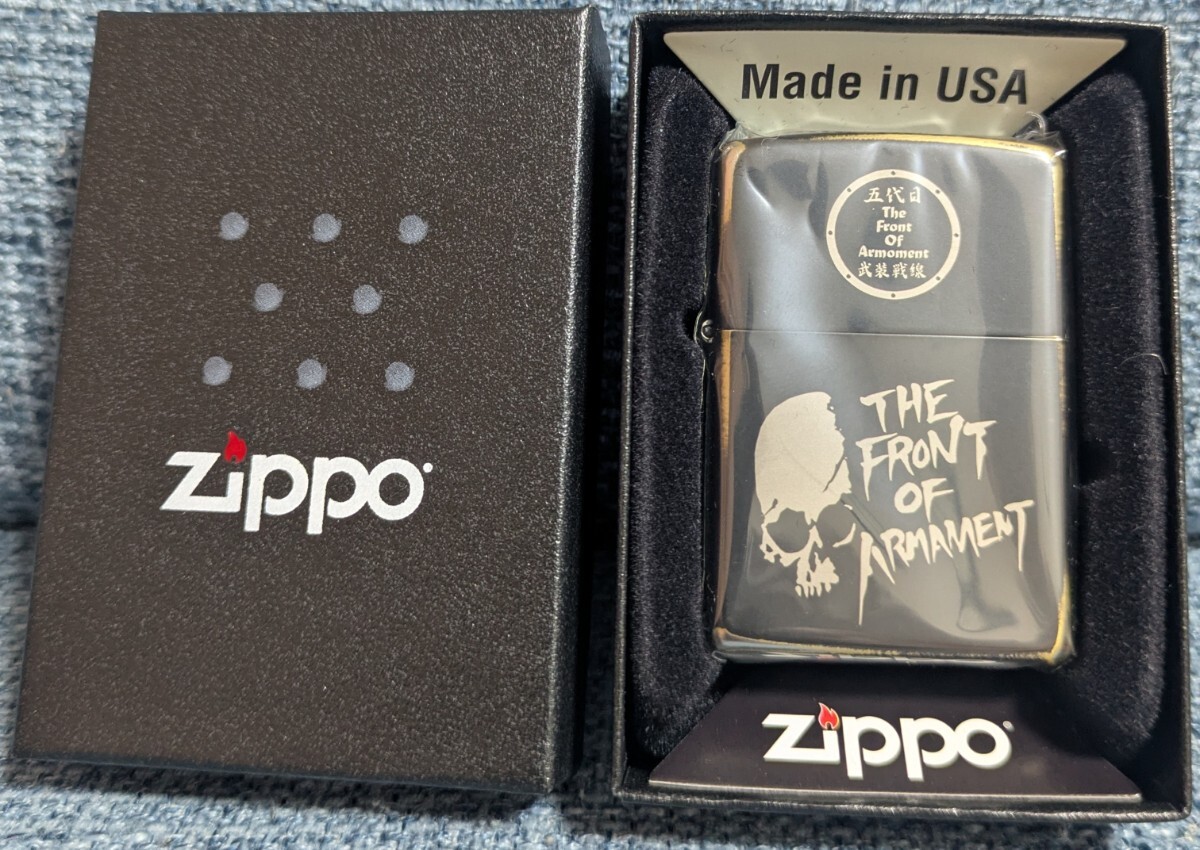 zippo
Made in USA
五代目
The
Front
Of
Armoment
武装戦線
THE
FRONT
OF
ARMAMENT
zippo